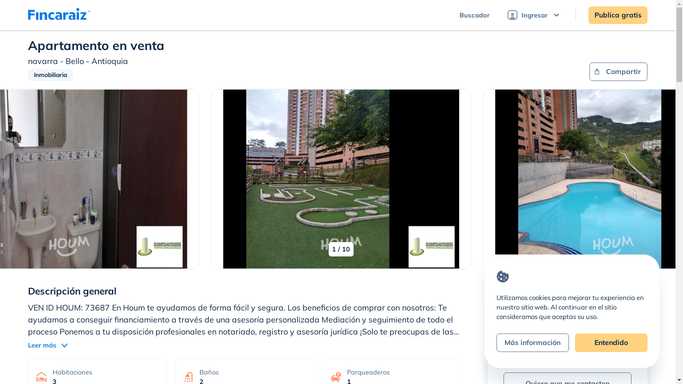 Fincaraiz
Buscador
Ingresar
Publica gratis
Apartamento en venta
navarra - Bello - Antioquia
Inmobiliaria
Compartir
HOUM
HOUM
HOUM
1 / 10
Descripción general
VEN ID HOUM: 73687 En Houm te ayudamos de forma fácil y segura. Los beneficios de comprar con nosotros: Te
ayudamos a conseguir financiamiento a través de una asesoría personalizada Mediación y seguimiento de todo el
proceso Ponemos a tu disposición profesionales en notariado, registro y asesoría jurídica ¡Solo te preocupas de las...
Leer más
Habitaciones
3
Baños
2
Parqueaderos
1
Utilizamos cookies para mejorar tu experiencia en
nuestro sitio web. Al continuar en el sitio
consideramos que aceptas su uso.
Más información
Entendido
Quiero que me contacten